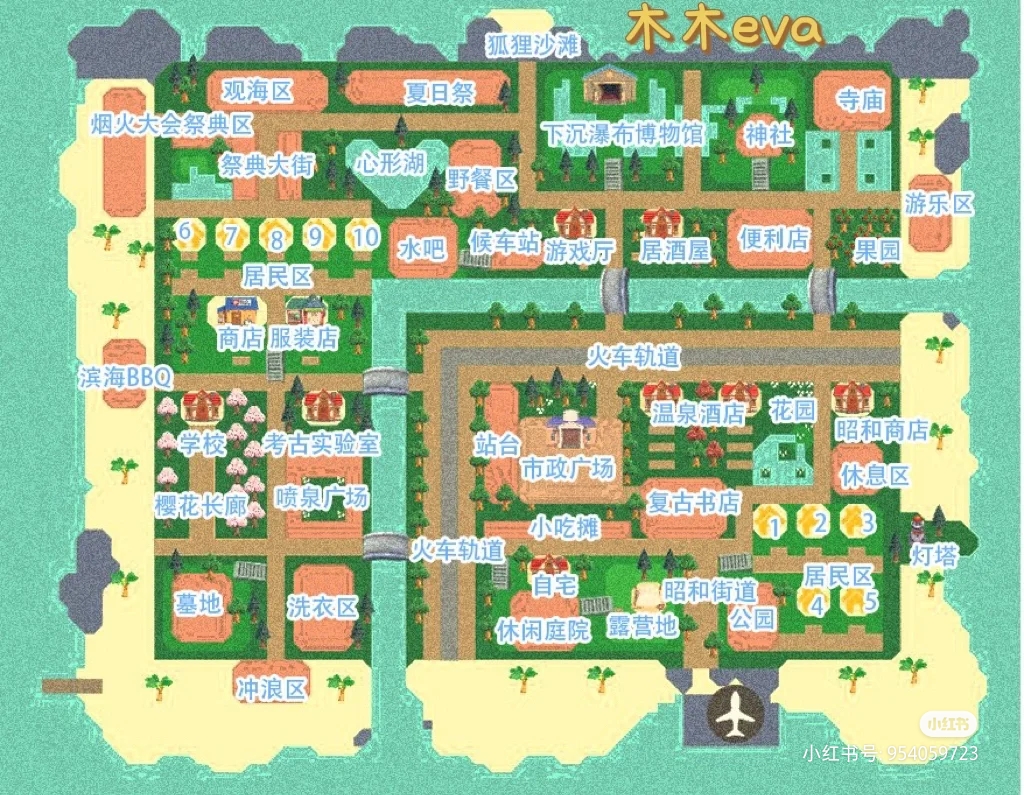 木木eva
狐狸沙滩
观海区
夏日祭
寺庙
烟火大会祭典区
下沉瀑布博物馆
神社
祭典大街
心形湖
野餐区
游乐区
6
7
8
9
10
水吧
候车站
游戏厅
居酒屋
便利店
果园
居民区
商店
服装店
火车轨道
滨海BBQ
温泉酒店
花园
昭和商店
学校
考古实验室
站台
市政广场
休息区
樱花长廊
喷泉广场
复古书店
小吃摊
1
2
3
火车轨道
灯塔
自宅
昭和街道
居民区
墓地
洗衣区
休闲庭院
露营地
公园
4
5
冲浪区
小红书
小红书号 954059723